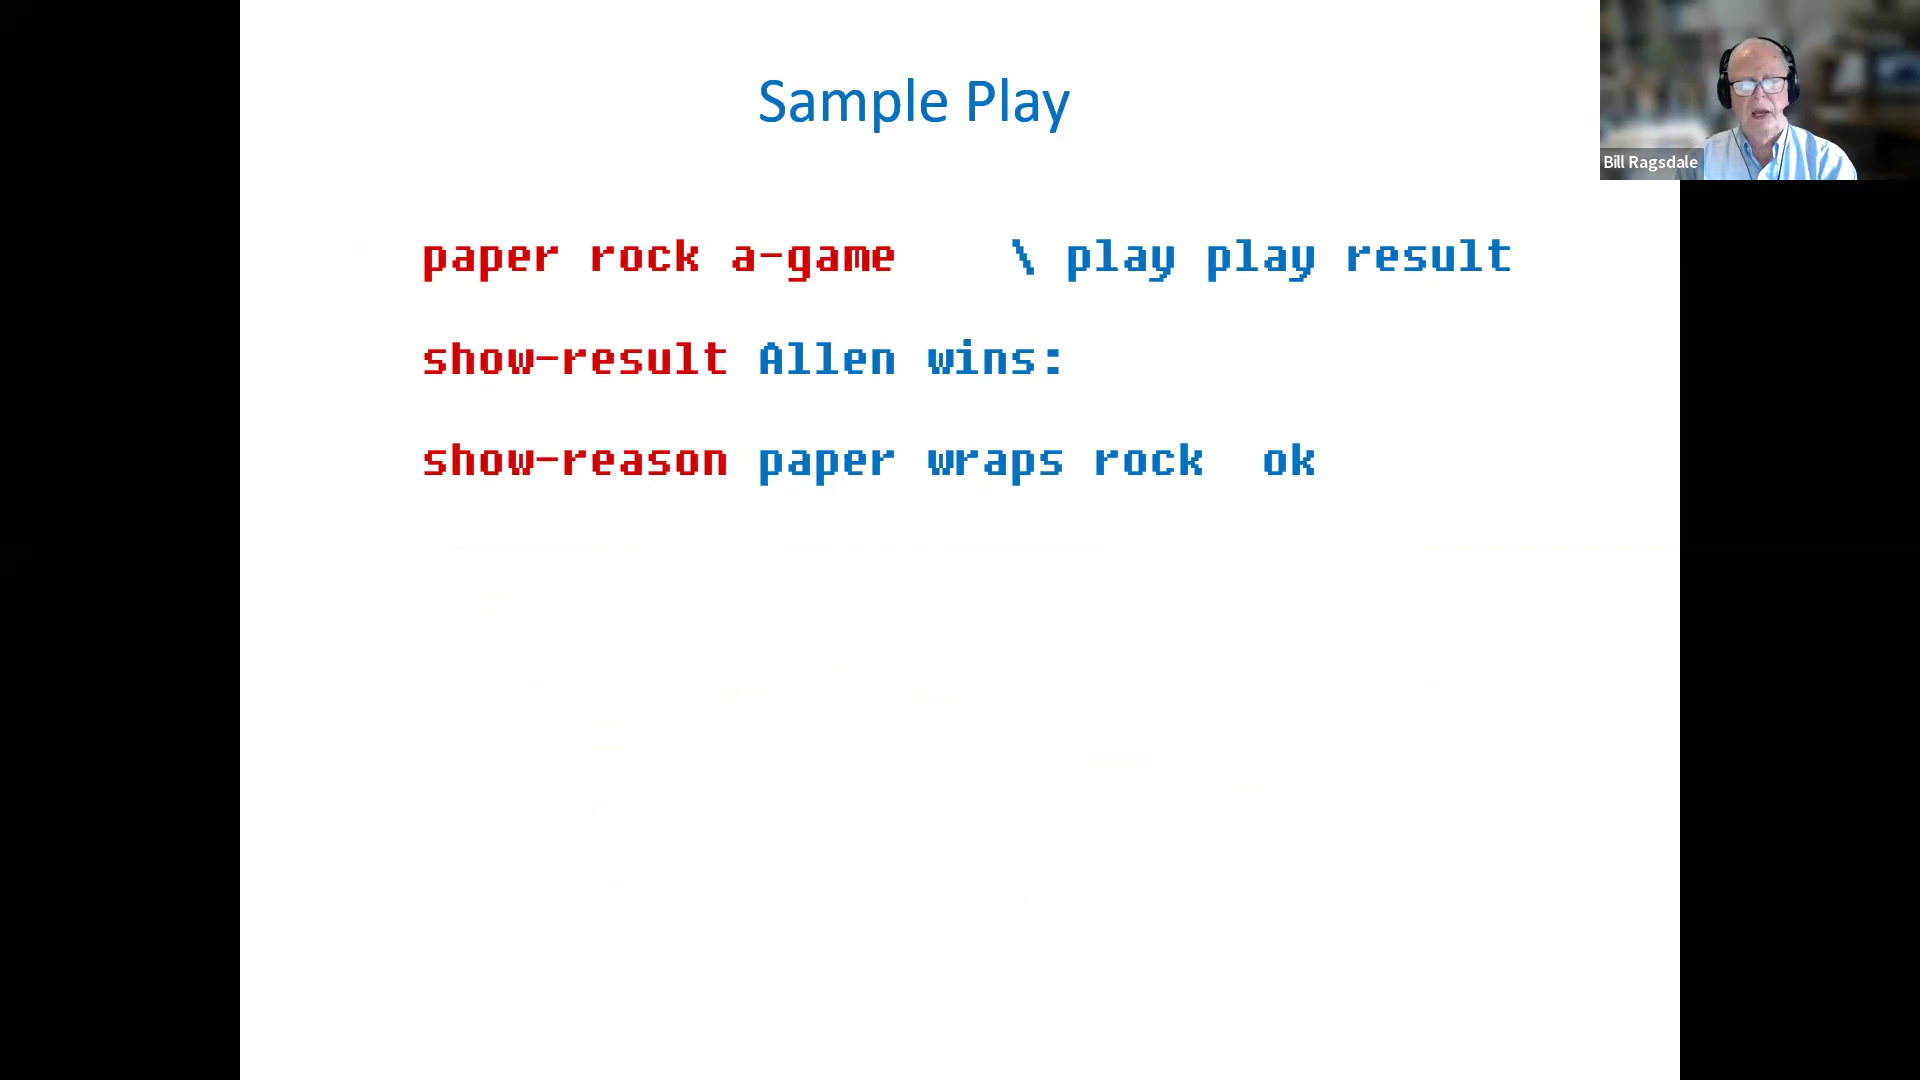 Sample Play
Bill Ragsdale
paper rock a-game \ play play result
show-result Allen wins:
show-reason paper wraps rock ok